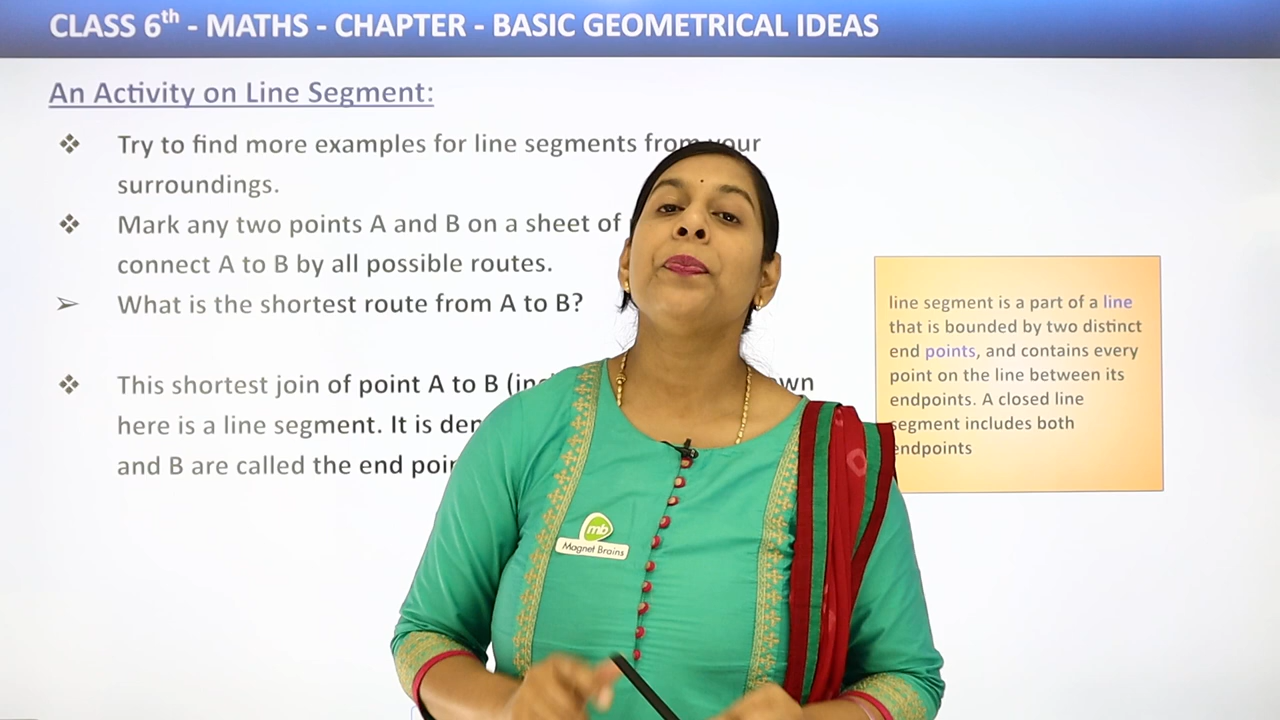 CLASS 6th - MATHS - CHAPTER - BASIC GEOMETRICAL IDEAS
An Activity on Line Segment:
❖ Try to find more examples for line segments from your
surroundings.
❖ Mark any two points A and B on a sheet of
connect A to B by all possible routes.
➢ What is the shortest route from A to B?
❖ This shortest join of point A to B
here is a line segment. It is
and B are called the end
line segment is a part of a line
that is bounded by two distinct
end points, and contains every
point on the line between its
endpoints. A closed line
segment includes both
endpoints
mb
Magnet Brains